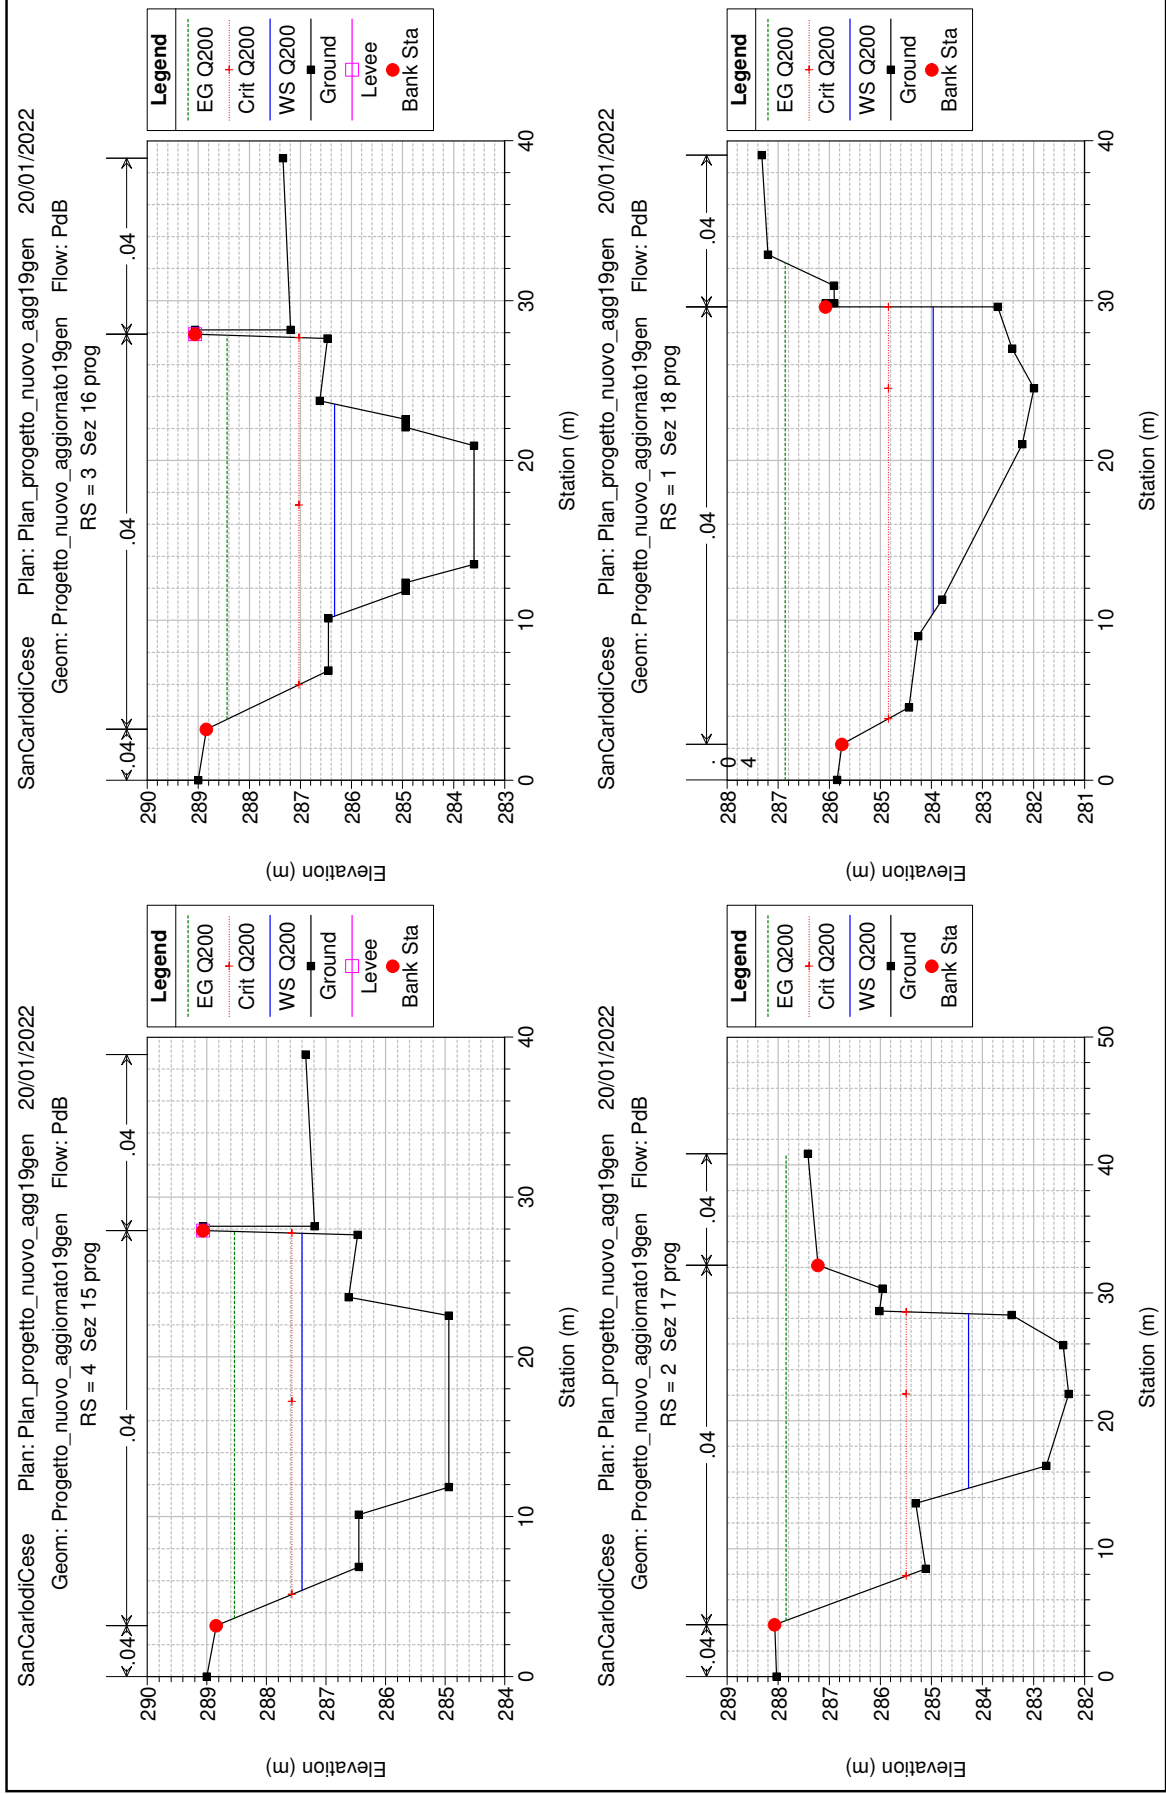 SanCarlodiCese Plan: Plan_progetto_nuovo_agg19gen 20/01/2022
Geom: Progetto_nuovo_aggiornato19gen Flow: PdB
RS = 4 Sez 15 prog
.04
.04
.04
290
289
288
287
286
285
284
Elevation (m)
0
10
20
30
40
Station (m)
Legend
EG Q200
Crit Q200
WS Q200
Ground
Levee
Bank Sta
SanCarlodiCese Plan: Plan_progetto_nuovo_agg19gen 20/01/2022
Geom: Progetto_nuovo_aggiornato19gen Flow: PdB
RS = 3 Sez 16 prog
.04
.04
.04
290
289
288
287
286
285
284
283
Elevation (m)
0
10
20
30
40
Station (m)
Legend
EG Q200
Crit Q200
WS Q200
Ground
Levee
Bank Sta
SanCarlodiCese Plan: Plan_progetto_nuovo_agg19gen 20/01/2022
Geom: Progetto_nuovo_aggiornato19gen Flow: PdB
RS = 2 Sez 17 prog
.04
.04
.04
289
288
287
286
285
284
283
282
Elevation (m)
0
10
20
30
40
50
Station (m)
Legend
EG Q200
Crit Q200
WS Q200
Ground
Bank Sta
SanCarlodiCese Plan: Plan_progetto_nuovo_agg19gen 20/01/2022
Geom: Progetto_nuovo_aggiornato19gen Flow: PdB
RS = 1 Sez 18 prog
.
0
4
.04
.04
288
287
286
285
284
283
282
281
Elevation (m)
0
10
20
30
40
Station (m)
Legend
EG Q200
Crit Q200
WS Q200
Ground
Bank Sta